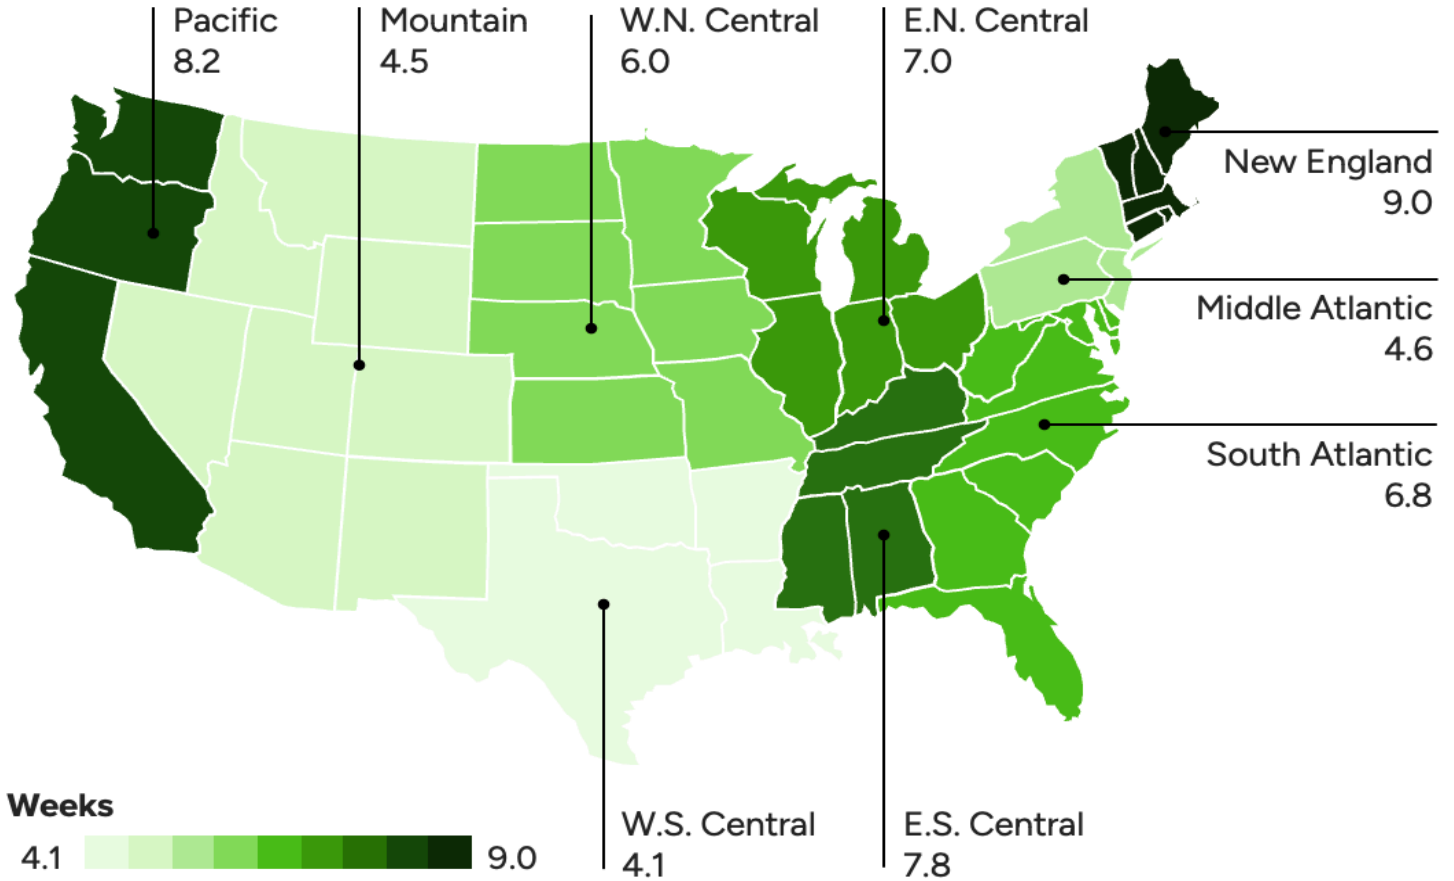 Pacific
8.2
Mountain
4.5
W.N. Central
6.0
E.N. Central
7.0
New England
9.0
Middle Atlantic
4.6
South Atlantic
6.8
Weeks
4.1
9.0
W.S. Central
4.1
E.S. Central
7.8